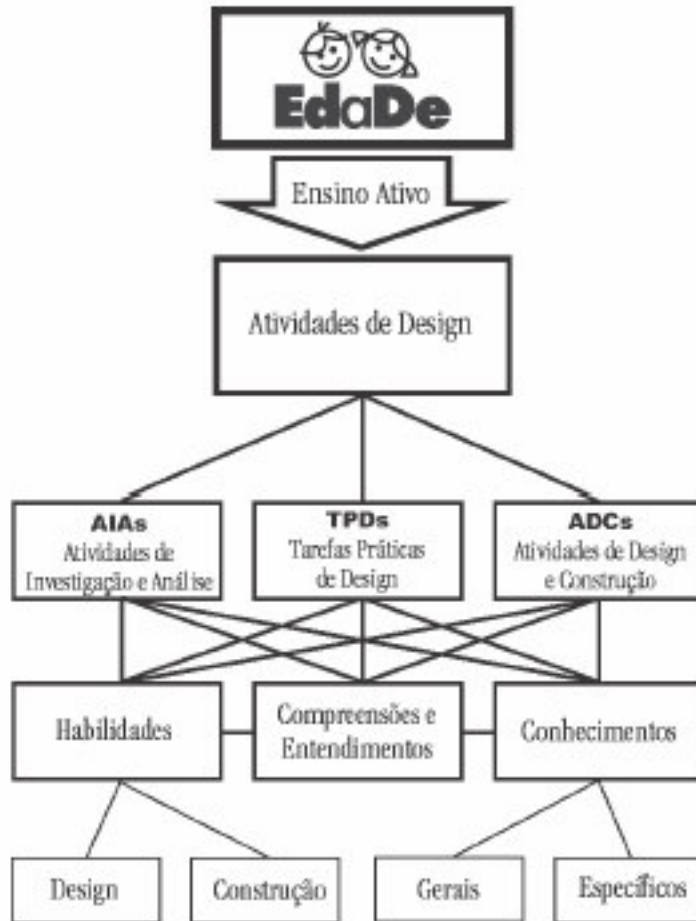 EdaDe
Ensino Ativo
Atividades de Design
AIAs
Atividades de
Investigação e Análise
TPDs
Tarefas Práticas
de Design
ADCs
Atividades de Design
e Construção
Habilidades
Compreensões e
Entendimentos
Conhecimentos
Design
Construção
Gerais
Específicos